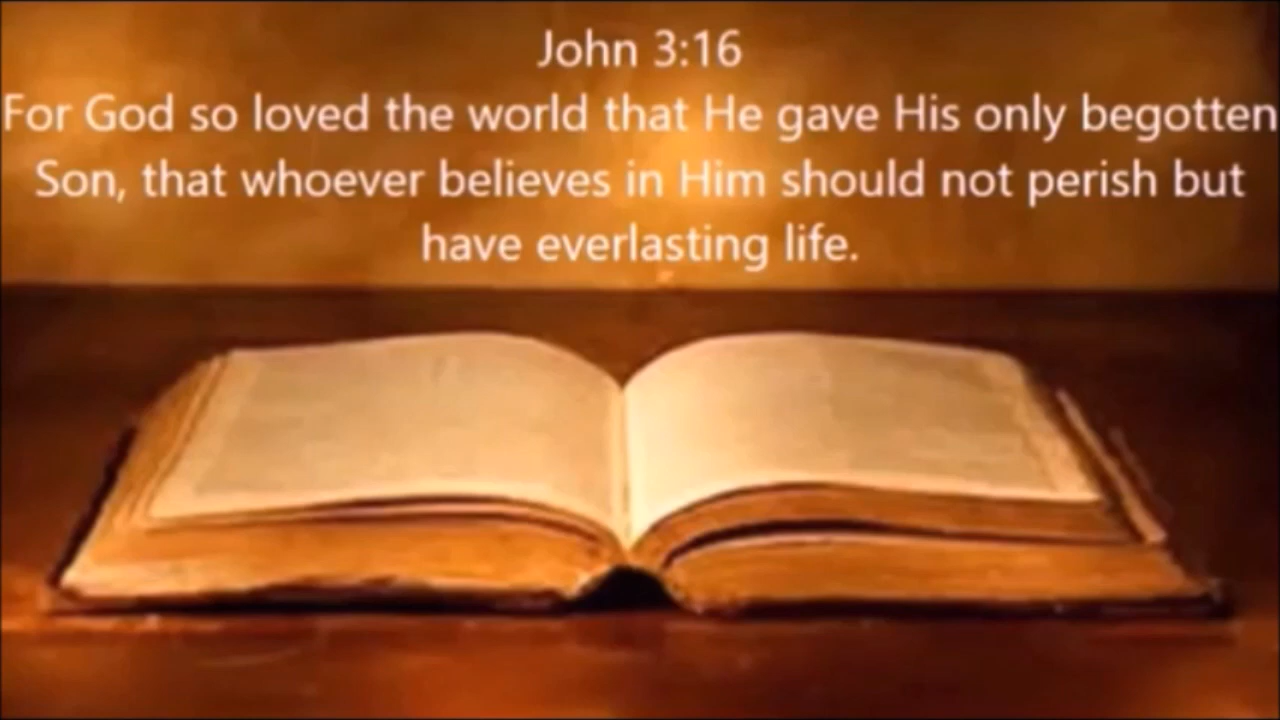 John 3:16
For God so loved the world that He gave His only begotten
Son, that whoever believes in Him should not perish but
have everlasting life.